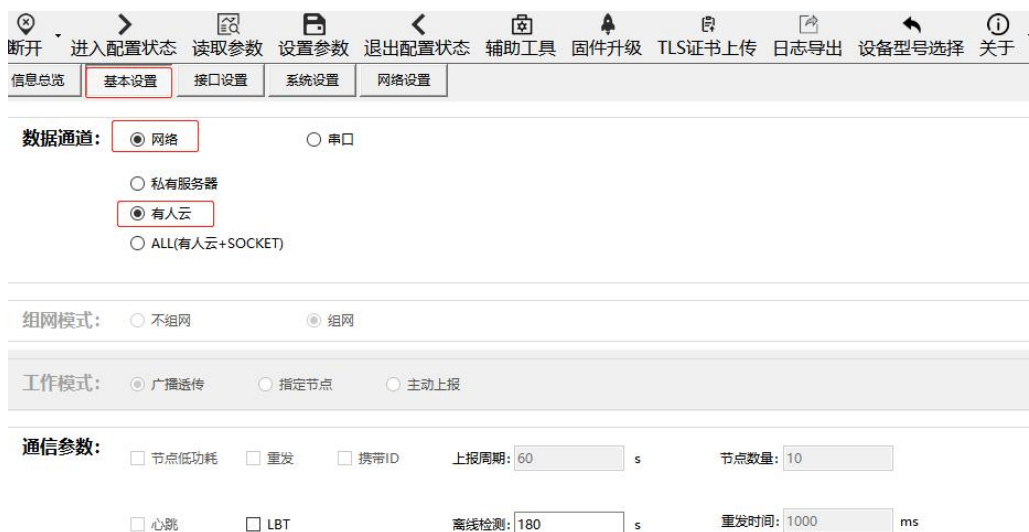 断开 进入配置状态 读取参数 设置参数 退出配置状态 辅助工具 固件升级 TLS证书上传 日志导出 设备型号选择 关于
信息总览 基本设置 接口设置 系统设置 网络设置
数据通道: 网络 串口
私有服务器
有人云
ALL(有人云+SOCKET)
组网模式: 不组网 组网
工作模式: 广播透传 指定节点 主动上报
通信参数: 节点低功耗 重发 携带ID 上报周期: 60 s 节点数量: 10
心跳 LBT 离线检测: 180 s 重发时间: 1000 ms